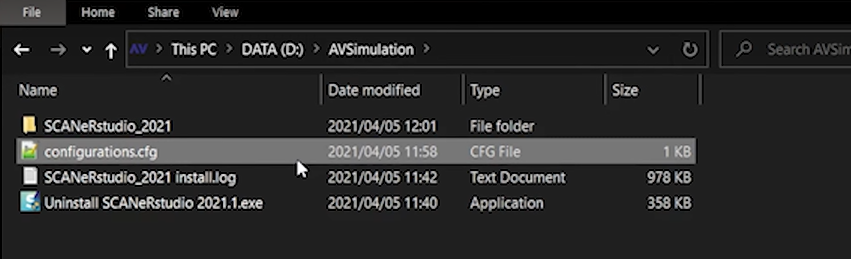 File Home Share View
AV This PC DATA (D:) AVSimulation Search AVSim
Name Date modified Type Size
SCANeRstudio_2021 2021/04/05 12:01 File folder
configurations.cfg 2021/04/05 11:58 CFG File 1 KB
SCANeRstudio_2021 install.log 2021/04/05 11:42 Text Document 978 KB
Uninstall SCANeRstudio 2021.1.exe 2021/04/05 11:40 Application 358 KB